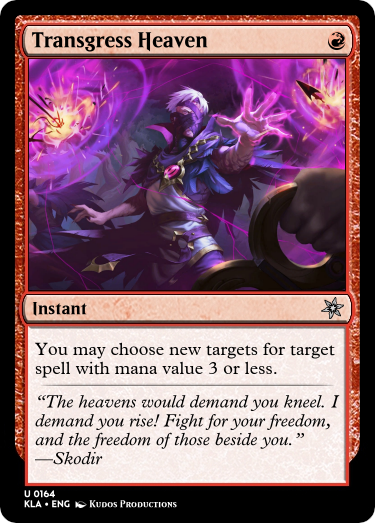 Transgress Heaven
Instant
You may choose new targets for target
spell with mana value 3 or less.
“The heavens would demand you kneel. I
demand you rise! Fight for your freedom,
and the freedom of those beside you.”
—Skodir
U 0164
KLA • ENG Kudos Productions